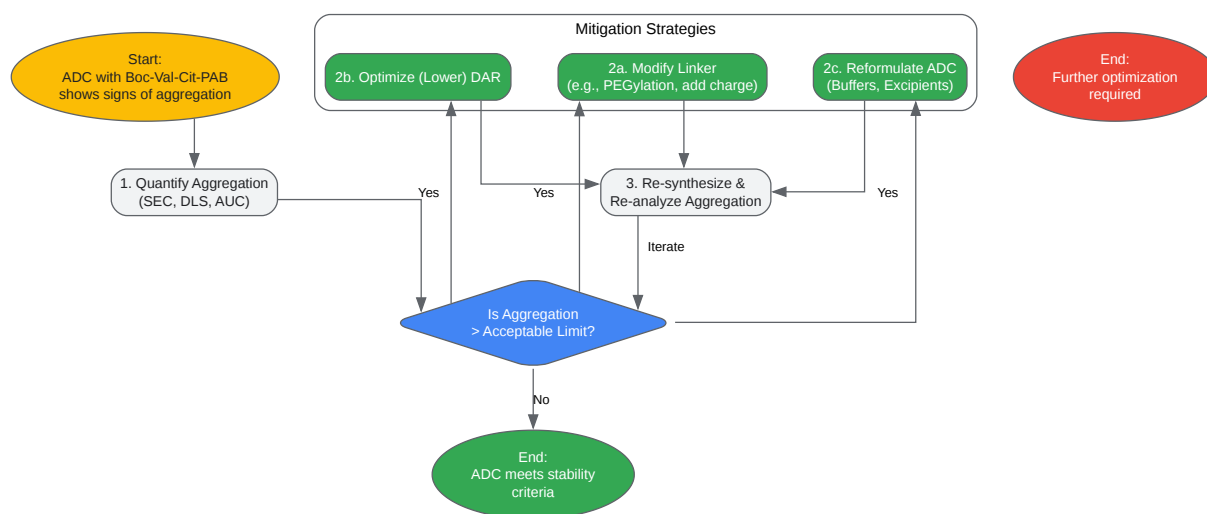 Mitigation Strategies
Start:
ADC with Boc-Val-Cit-PAB
shows signs of aggregation
2b. Optimize (Lower) DAR
2a. Modify Linker
(e.g., PEGylation, add charge)
2c. Reformulate ADC
(Buffers, Excipients)
End:
Further optimization
required
1. Quantify Aggregation
(SEC, DLS, AUC)
Yes
Yes
3. Re-synthesize &
Re-analyze Aggregation
Yes
Iterate
Is Aggregation
> Acceptable Limit?
No
End:
ADC meets stability
criteria